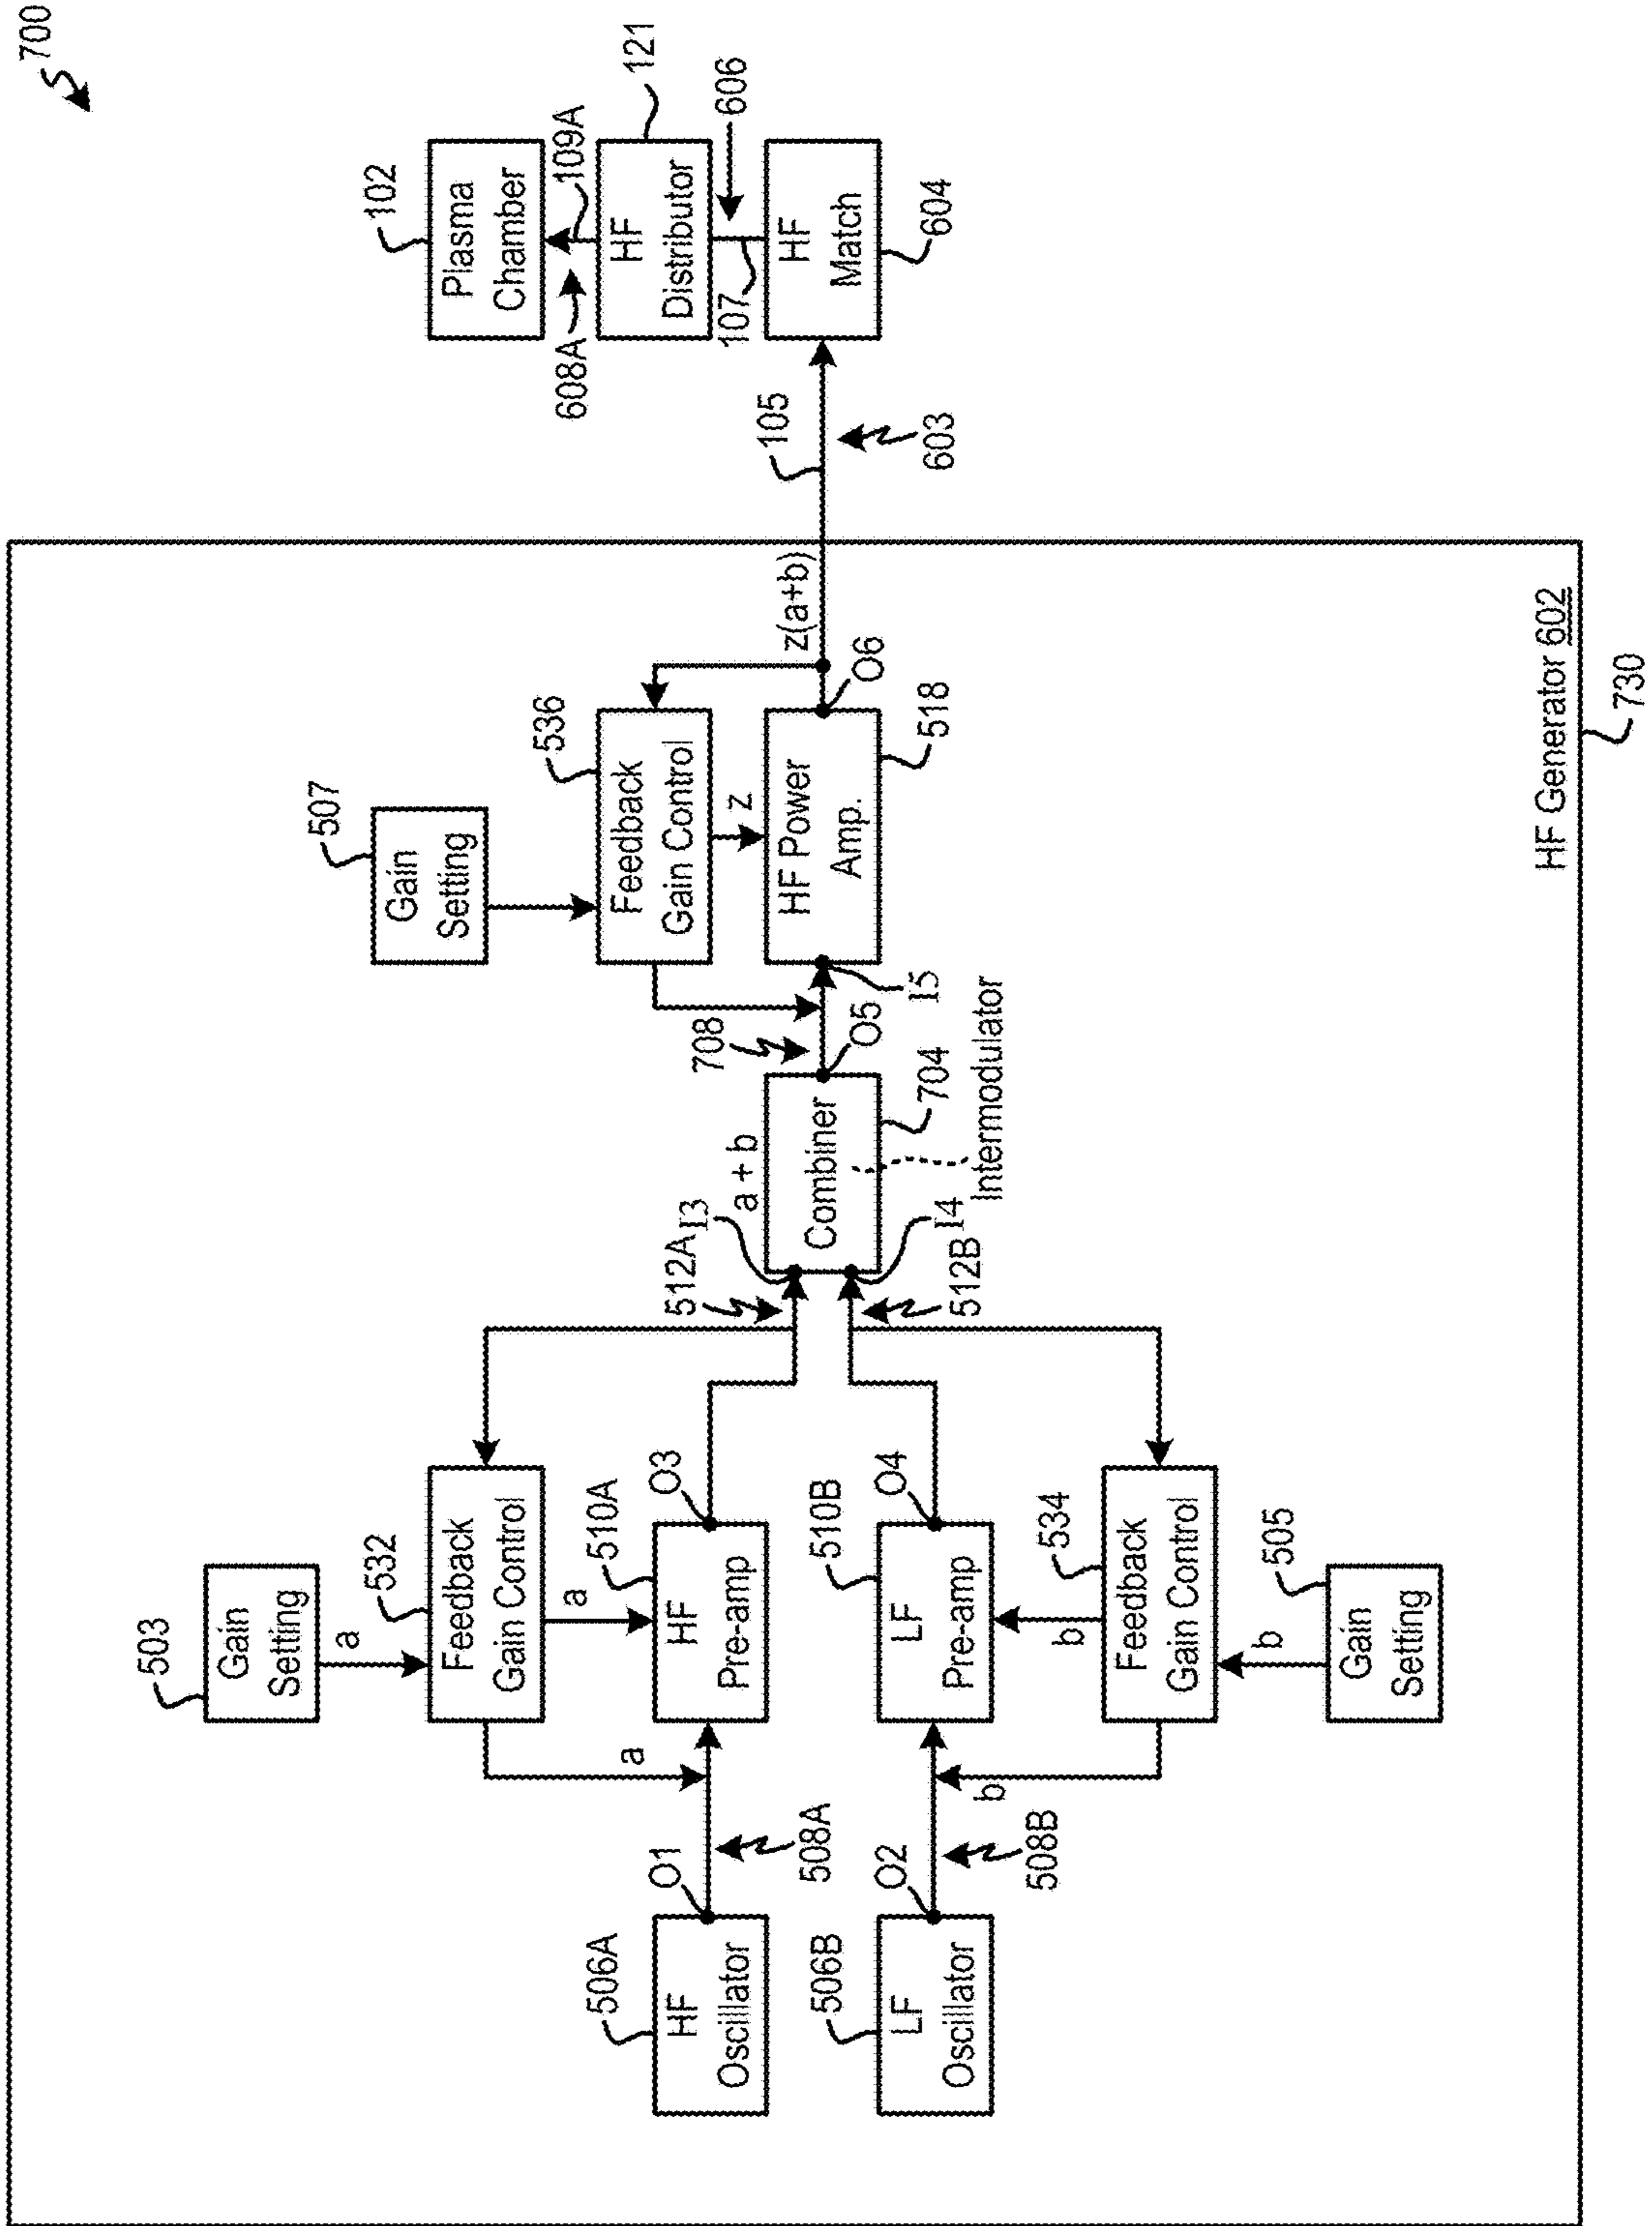 700
503
Gain
Setting
a
532
Feedback
Gain Control
a
a
506A
HF
Oscillator
O1
508A
510A
HF
Pre-amp
O3
506B
LF
Oscillator
O2
508B
510B
LF
Pre-amp
O4
b
b
534
Feedback
Gain Control
b
505
Gain
Setting
512A
I3
512B
I4
a + b
Combiner
704
Intermodulator
O5
708
I5
507
Gain
Setting
536
Feedback
Gain Control
z
HF Power
Amp.
518
O6
z(a+b)
105
603
102
Plasma
Chamber
608A
109A
HF
Distributor
121
107
606
HF
Match
604
HF Generator 602
730